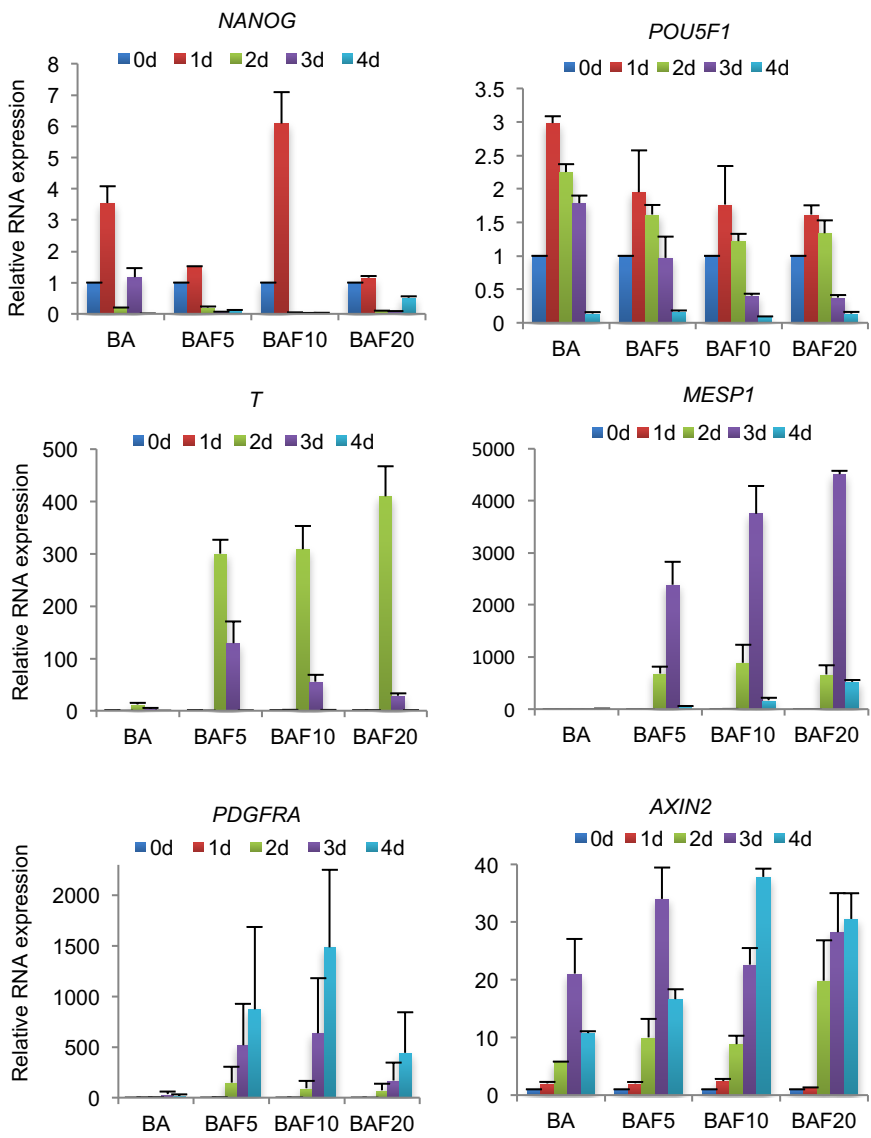 NANOG
0d 1d 2d 3d 4d
Relative RNA expression
8
7
6
5
4
3
2
1
0
BA BAF5 BAF10 BAF20
POU5F1
0d 1d 2d 3d 4d
3.5
3
2.5
2
1.5
1
0.5
0
BA BAF5 BAF10 BAF20
T
0d 1d 2d 3d 4d
Relative RNA expression
500
400
300
200
100
0
BA BAF5 BAF10 BAF20
MESP1
0d 1d 2d 3d 4d
5000
4000
3000
2000
1000
0
BA BAF5 BAF10 BAF20
PDGFRA
0d 1d 2d 3d 4d
Relative RNA expression
2000
1500
1000
500
0
BA BAF5 BAF10 BAF20
AXIN2
0d 1d 2d 3d 4d
40
30
20
10
0
BA BAF5 BAF10 BAF20